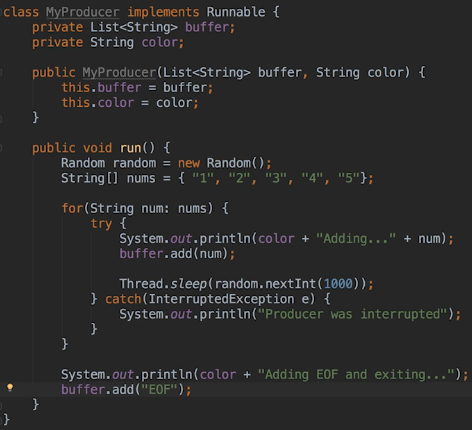 class MyProducer implements Runnable {
    private List<String> buffer;
    private String color;

    public MyProducer(List<String> buffer, String color) {
        this.buffer = buffer;
        this.color = color;
    }

    public void run() {
        Random random = new Random();
        String[] nums = { "1", "2", "3", "4", "5"};

        for(String num: nums) {
            try {
                System.out.println(color + "Adding..." + num);
                buffer.add(num);

                Thread.sleep(random.nextInt(1000));
            } catch(InterruptedException e) {
                System.out.println("Producer was interrupted");
            }
        }

        System.out.println(color + "Adding EOF and exiting...");
        buffer.add("EOF");
    }
}